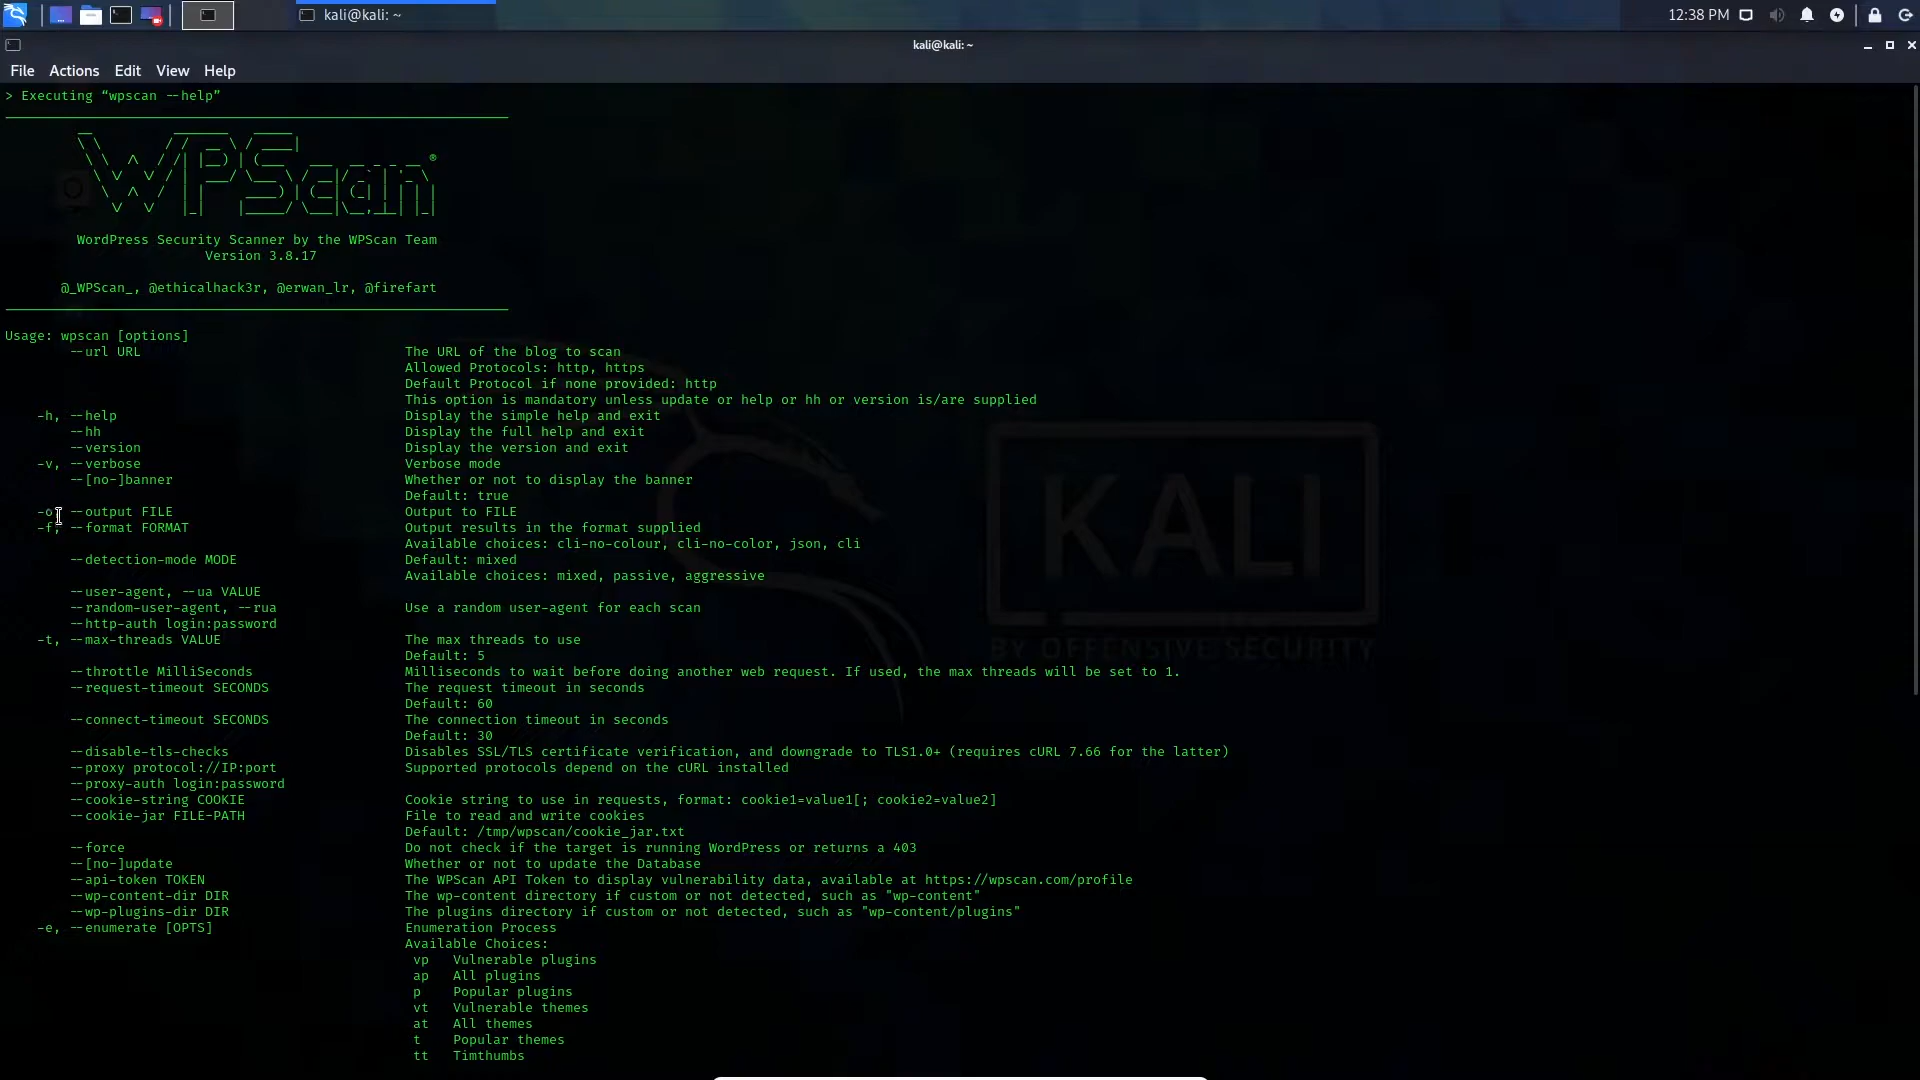 kali@kali: ~
12:38 PM
kali@kali: ~
File Actions Edit View Help
> Executing “wpscan --help”
WPScan ®
WordPress Security Scanner by the WPScan Team
Version 3.8.17
@_WPScan_, @ethicalhack3r, @erwan_lr, @firefart
Usage: wpscan [options]
--url URL The URL of the blog to scan
Allowed Protocols: http, https
Default Protocol if none provided: http
This option is mandatory unless update or help or hh or version is/are supplied
-h, --help Display the simple help and exit
--hh Display the full help and exit
--version Display the version and exit
-v, --verbose Verbose mode
--[no-]banner Whether or not to display the banner
Default: true
-o, --output FILE Output to FILE
-f, --format FORMAT Output results in the format supplied
Available choices: cli-no-colour, cli-no-color, json, cli
--detection-mode MODE Default: mixed
Available choices: mixed, passive, aggressive
--user-agent, --ua VALUE
--random-user-agent, --rua Use a random user-agent for each scan
--http-auth login:password
-t, --max-threads VALUE The max threads to use
Default: 5
--throttle MilliSeconds Milliseconds to wait before doing another web request. If used, the max threads will be set to 1.
--request-timeout SECONDS The request timeout in seconds
Default: 60
--connect-timeout SECONDS The connection timeout in seconds
Default: 30
--disable-tls-checks Disables SSL/TLS certificate verification, and downgrade to TLS1.0+ (requires cURL 7.66 for the latter)
--proxy protocol://IP:port Supported protocols depend on the cURL installed
--proxy-auth login:password
--cookie-string COOKIE Cookie string to use in requests, format: cookie1=value1[; cookie2=value2]
--cookie-jar FILE-PATH File to read and write cookies
Default: /tmp/wpscan/cookie_jar.txt
--force Do not check if the target is running WordPress or returns a 403
--[no-]update Whether or not to update the Database
--api-token TOKEN The WPScan API Token to display vulnerability data, available at https://wpscan.com/profile
--wp-content-dir DIR The wp-content directory if custom or not detected, such as "wp-content"
--wp-plugins-dir DIR The plugins directory if custom or not detected, such as "wp-content/plugins"
-e, --enumerate [OPTS] Enumeration Process
Available Choices:
vp Vulnerable plugins
ap All plugins
p Popular plugins
vt Vulnerable themes
at All themes
t Popular themes
tt Timthumbs
KALI
BY OFFENSIVE SECURITY